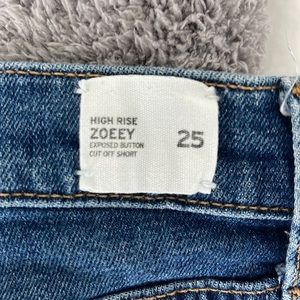 HIGH RISE
ZOEEY
EXPOSED BUTTON
CUT OFF SHORT
25